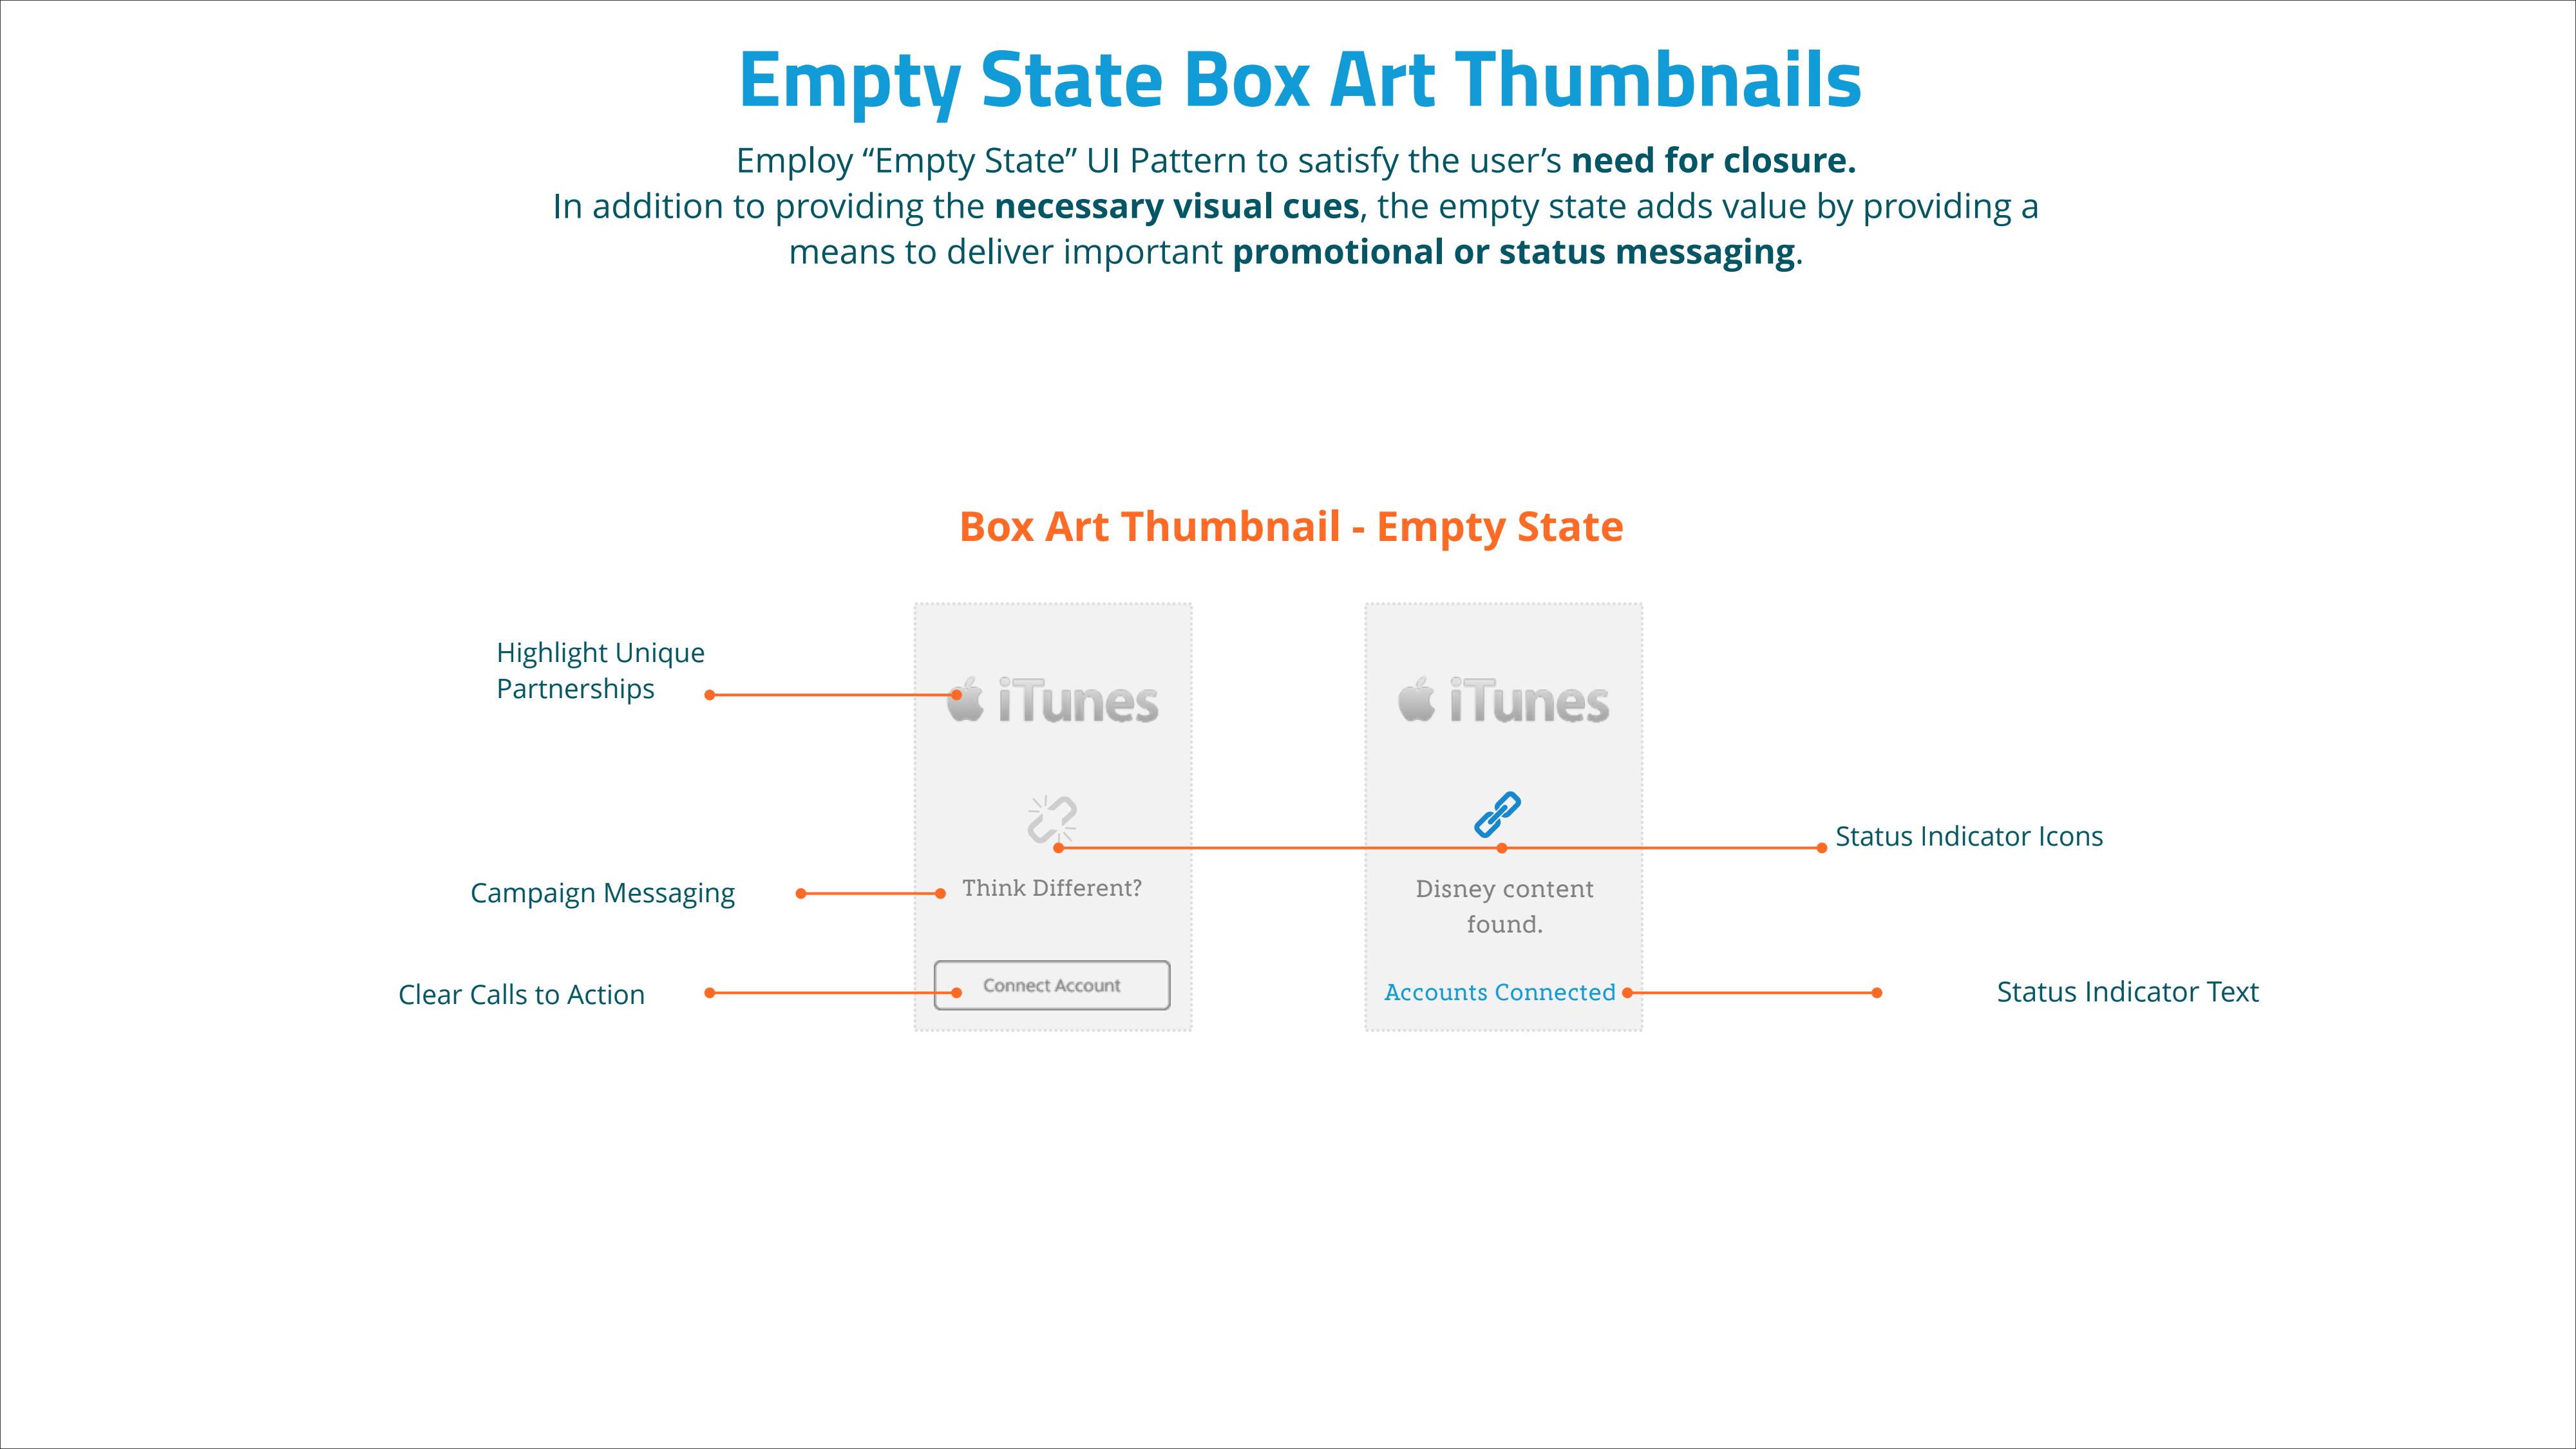 Empty State Box Art Thumbnails
Employ “Empty State” UI Pattern to satisfy the user’s need for closure.
In addition to providing the necessary visual cues, the empty state adds value by providing a
means to deliver important promotional or status messaging.
Box Art Thumbnail - Empty State
Highlight Unique
Partnerships
iTunes
iTunes
Status Indicator Icons
Campaign Messaging
Think Different?
Disney content
found.
Clear Calls to Action
Connect Account
Accounts Connected
Status Indicator Text